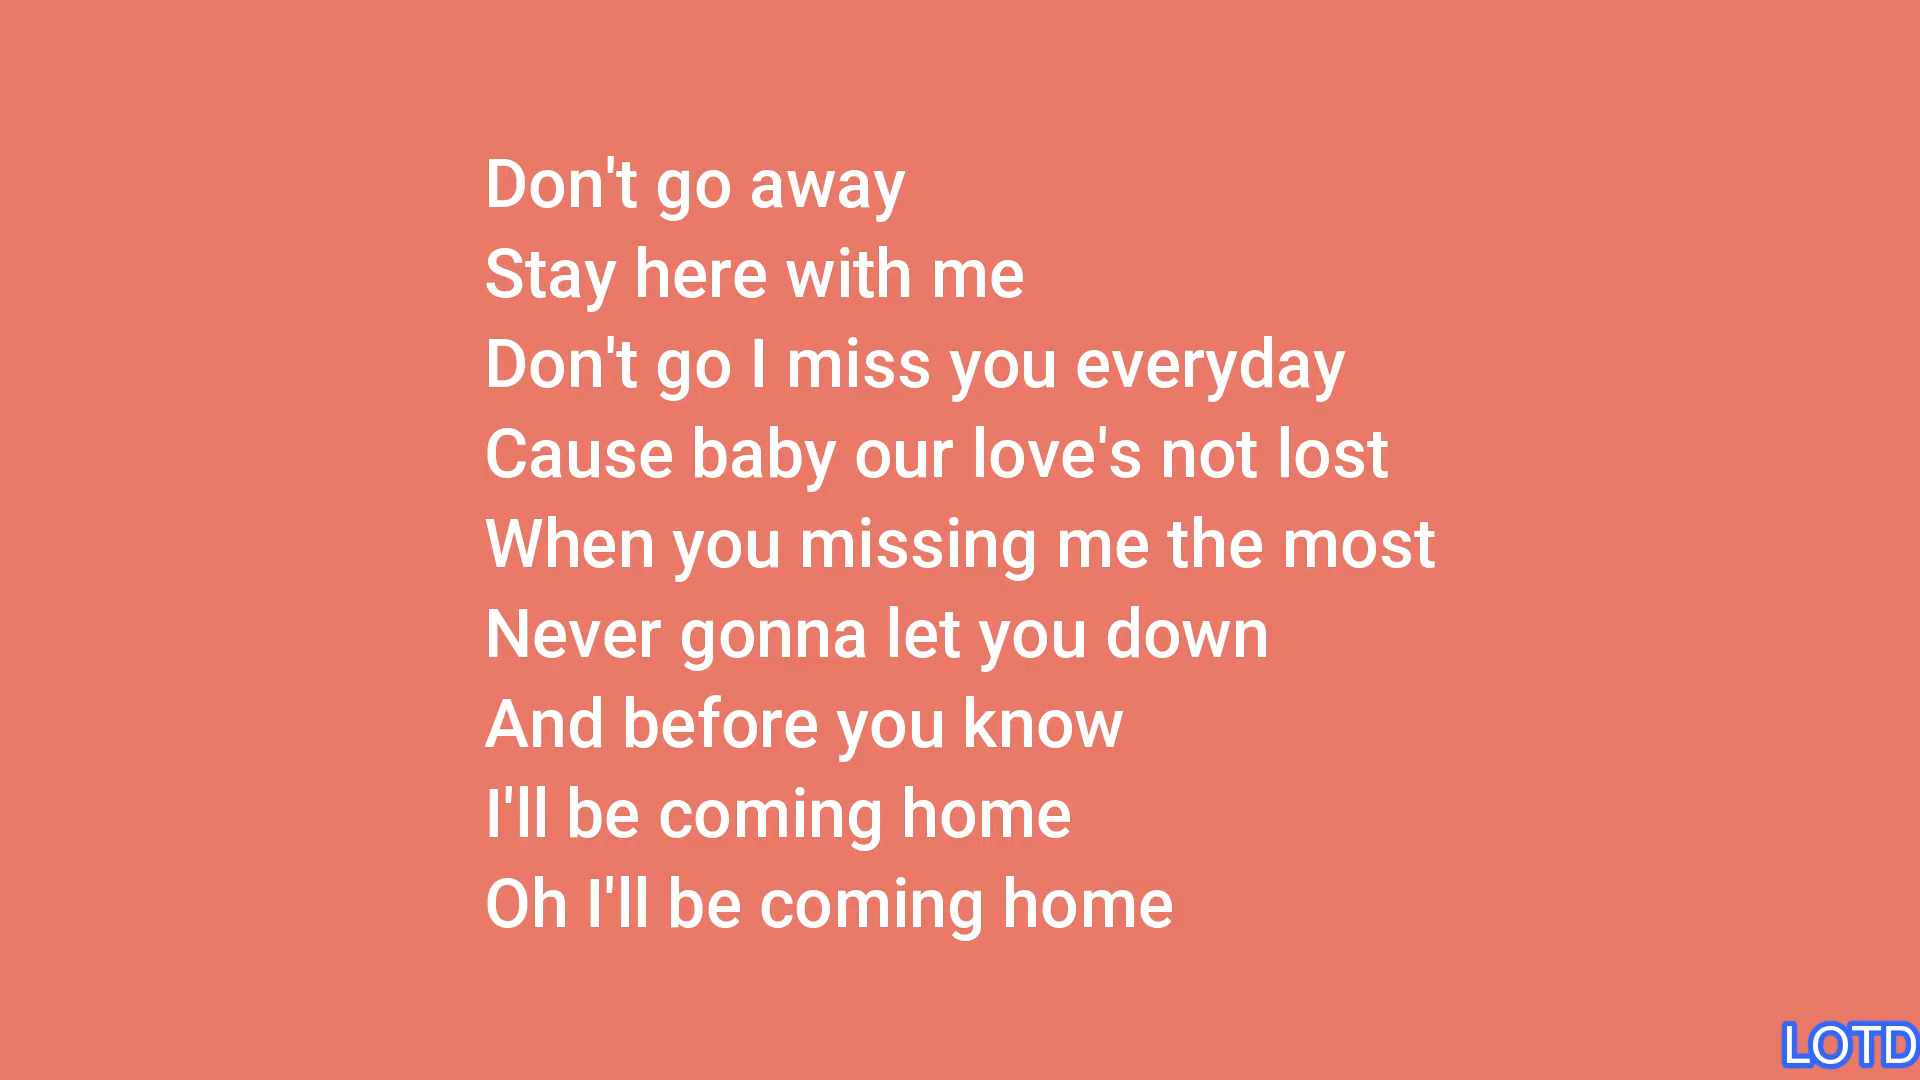 Don't go away
Stay here with me
Don't go I miss you everyday
Cause baby our love's not lost
When you missing me the most
Never gonna let you down
And before you know
I'll be coming home
Oh I'll be coming home
LOTD